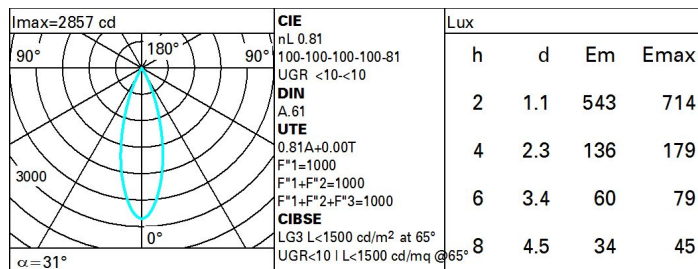 Imax=2857 cd
90° 180° 90°
3000
0°
α=31°
CIE
nL 0.81
100-100-100-100-81
UGR <10-<10
DIN
A.61
UTE
0.81A+0.00T
F"1=1000
F"1+F"2=1000
F"1+F"2+F"3=1000
CIBSE
LG3 L<1500 cd/m² at 65°
UGR<10 | L<1500 cd/mq @65°
Lux
h d Em Emax
2 1.1 543 714
4 2.3 136 179
6 3.4 60 79
8 4.5 34 45